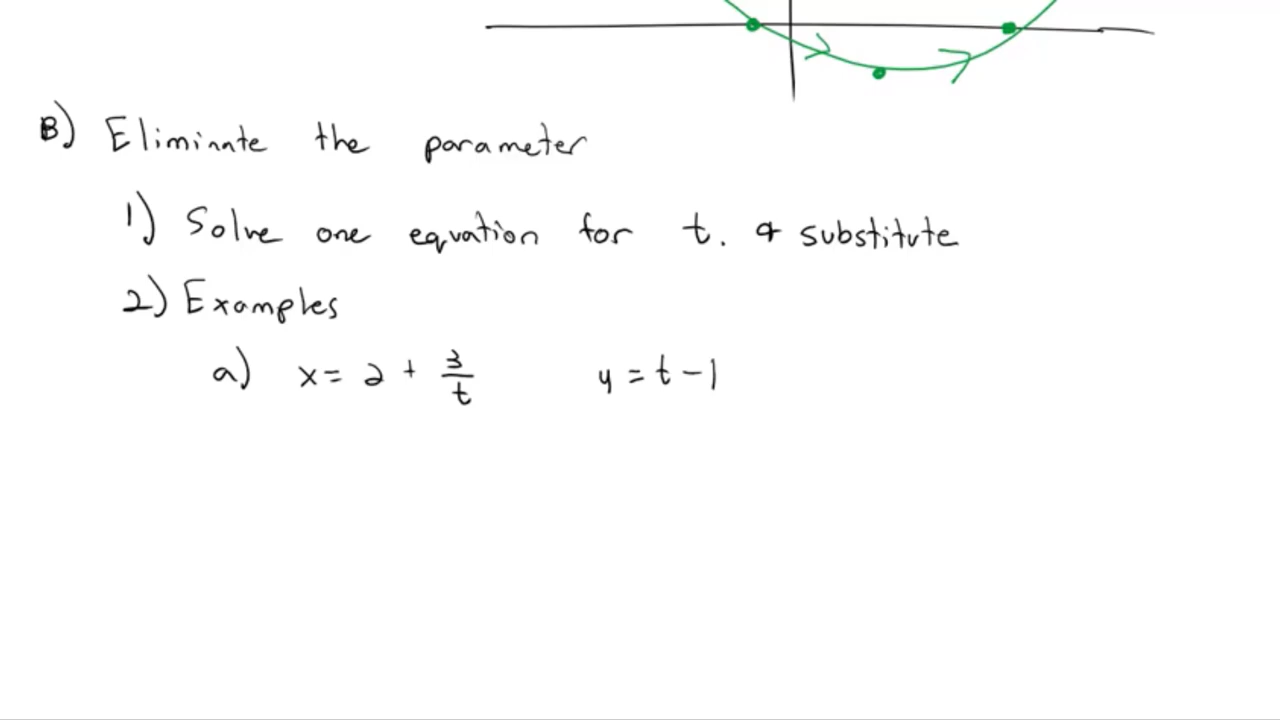 B) Eliminate the parameter
1) Solve one equation for t. & substitute
2) Examples
a) x = 2 + 3/t y = t - 1